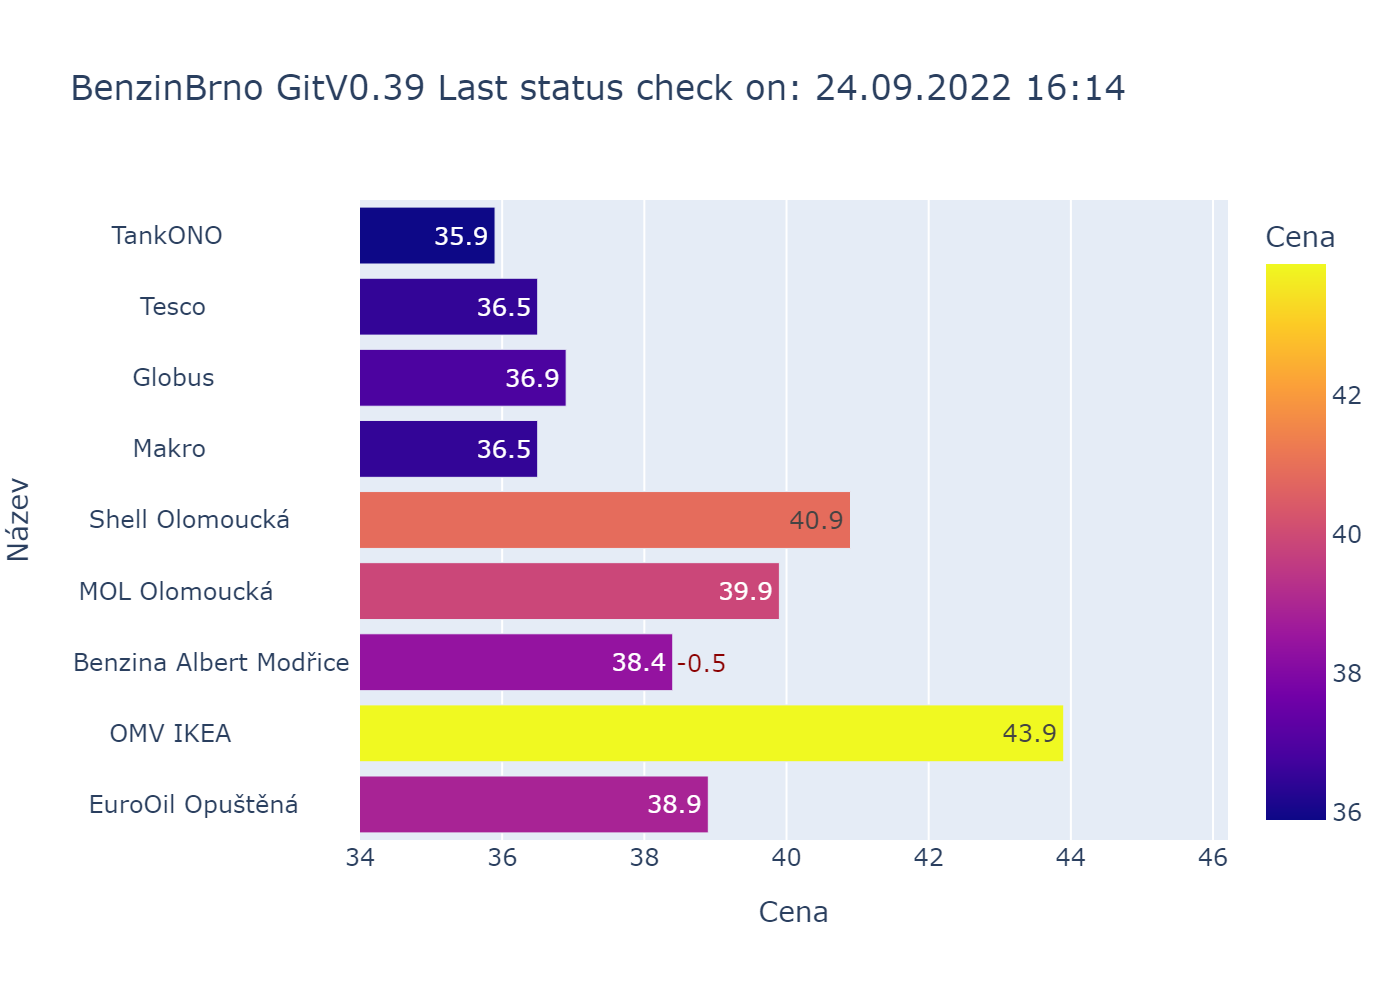 BenzinBrno GitV0.39 Last status check on: 24.09.2022 16:14
Cena
TankONO
35.9
Tesco
36.5
Globus
36.9
Makro
36.5
Shell Olomoucká
40.9
MOL Olomoucká
39.9
Benzina Albert Modřice
38.4
-0.5
OMV IKEA
43.9
EuroOil Opuštěná
38.9
Název
34
36
38
40
42
44
46
Cena
42
40
38
36